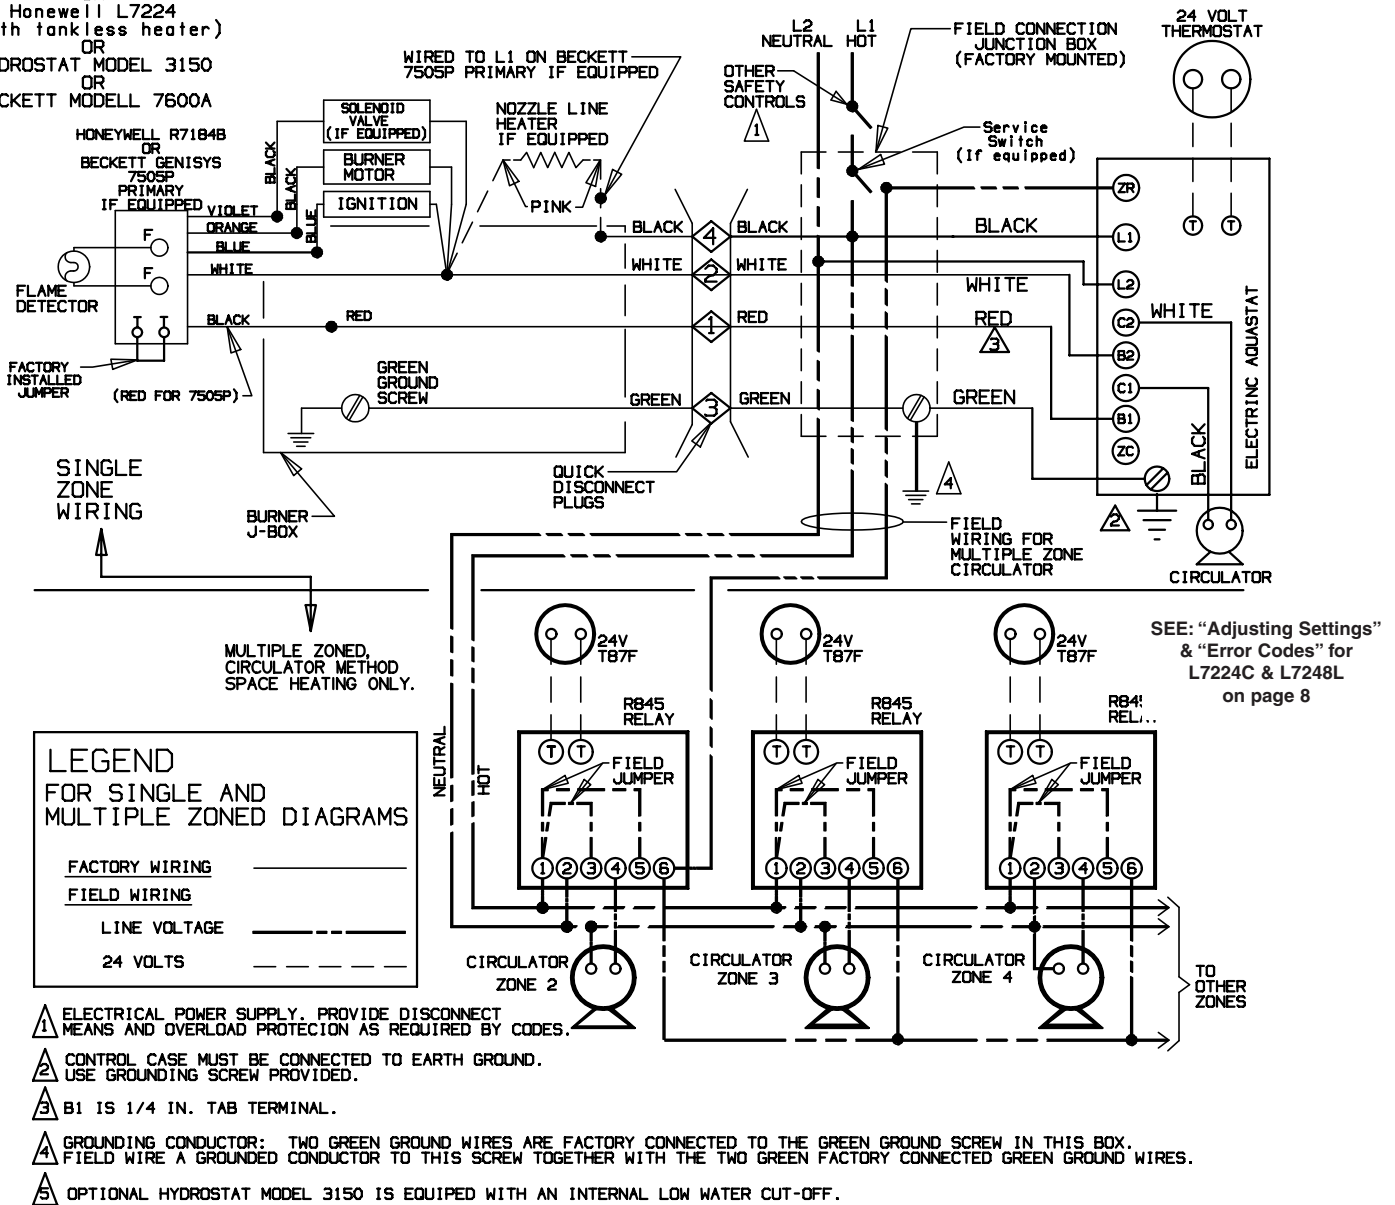 Honewell L7224
th tankless heater)
OR
DROSTAT MODEL 3150
OR
CKETT MODELL 7600A
HONEYWELL R7184B
OR
BECKETT GENISYS
7505P
PRIMARY
IF EQUIPPED
SOLENOID
VALVE
(IF EQUIPPED)
BURNER
MOTOR
IGNITION
BLACK
BLACK
BLUE
VIOLET
ORANGE
BLUE
WHITE
BLACK
RED
F
F
T T
FLAME
DETECTOR
FACTORY
INSTALLED
JUMPER
(RED FOR 7505P)
WIRED TO L1 ON BECKETT
7505P PRIMARY IF EQUIPPED
NOZZLE LINE
HEATER
IF EQUIPPED
PINK
BLACK 4 BLACK
WHITE 2 WHITE
1 RED
GREEN 3 GREEN
GREEN
GROUND
SCREW
QUICK
DISCONNECT
PLUGS
BURNER
J-BOX
L2 L1
NEUTRAL HOT
OTHER
SAFETY
CONTROLS
1
FIELD CONNECTION
JUNCTION BOX
(FACTORY MOUNTED)
Service
Switch
(If equipped)
24 VOLT
THERMOSTAT
T T
ZR
BLACK L1
WHITE L2
C2 WHITE
RED B2
3
C1
GREEN B1
ZC
BLACK
ELECTRINC AQUASTAT
4
2
CIRCULATOR
FIELD
WIRING FOR
MULTIPLE ZONE
CIRCULATOR
SINGLE
ZONE
WIRING
MULTIPLE ZONED,
CIRCULATOR METHOD
SPACE HEATING ONLY.
SEE: “Adjusting Settings”
& “Error Codes” for
L7224C & L7248L
on page 8
24V
T87F
24V
T87F
24V
T87F
R845
RELAY
R845
RELAY
NEUTRAL
HOT
T T
FIELD
JUMPER
1 2 3 4 5 6
T T
FIELD
JUMPER
1 2 3 4 5 6
T T
FIELD
JUMPER
1 2 3 4 5 6
CIRCULATOR
ZONE 2
CIRCULATOR
ZONE 3
CIRCULATOR
ZONE 4
TO
OTHER
ZONES
LEGEND
FOR SINGLE AND
MULTIPLE ZONED DIAGRAMS
FACTORY WIRING
FIELD WIRING
LINE VOLTAGE
24 VOLTS
1 ELECTRICAL POWER SUPPLY. PROVIDE DISCONNECT
MEANS AND OVERLOAD PROTECION AS REQUIRED BY CODES.
2 CONTROL CASE MUST BE CONNECTED TO EARTH GROUND.
USE GROUNDING SCREW PROVIDED.
3 B1 IS 1/4 IN. TAB TERMINAL.
4 GROUNDING CONDUCTOR: TWO GREEN GROUND WIRES ARE FACTORY CONNECTED TO THE GREEN GROUND SCREW IN THIS BOX.
FIELD WIRE A GROUNDED CONDUCTOR TO THIS SCREW TOGETHER WITH THE TWO GREEN FACTORY CONNECTED GREEN GROUND WIRES.
5 OPTIONAL HYDROSTAT MODEL 3150 IS EQUIPED WITH AN INTERNAL LOW WATER CUT-OFF.